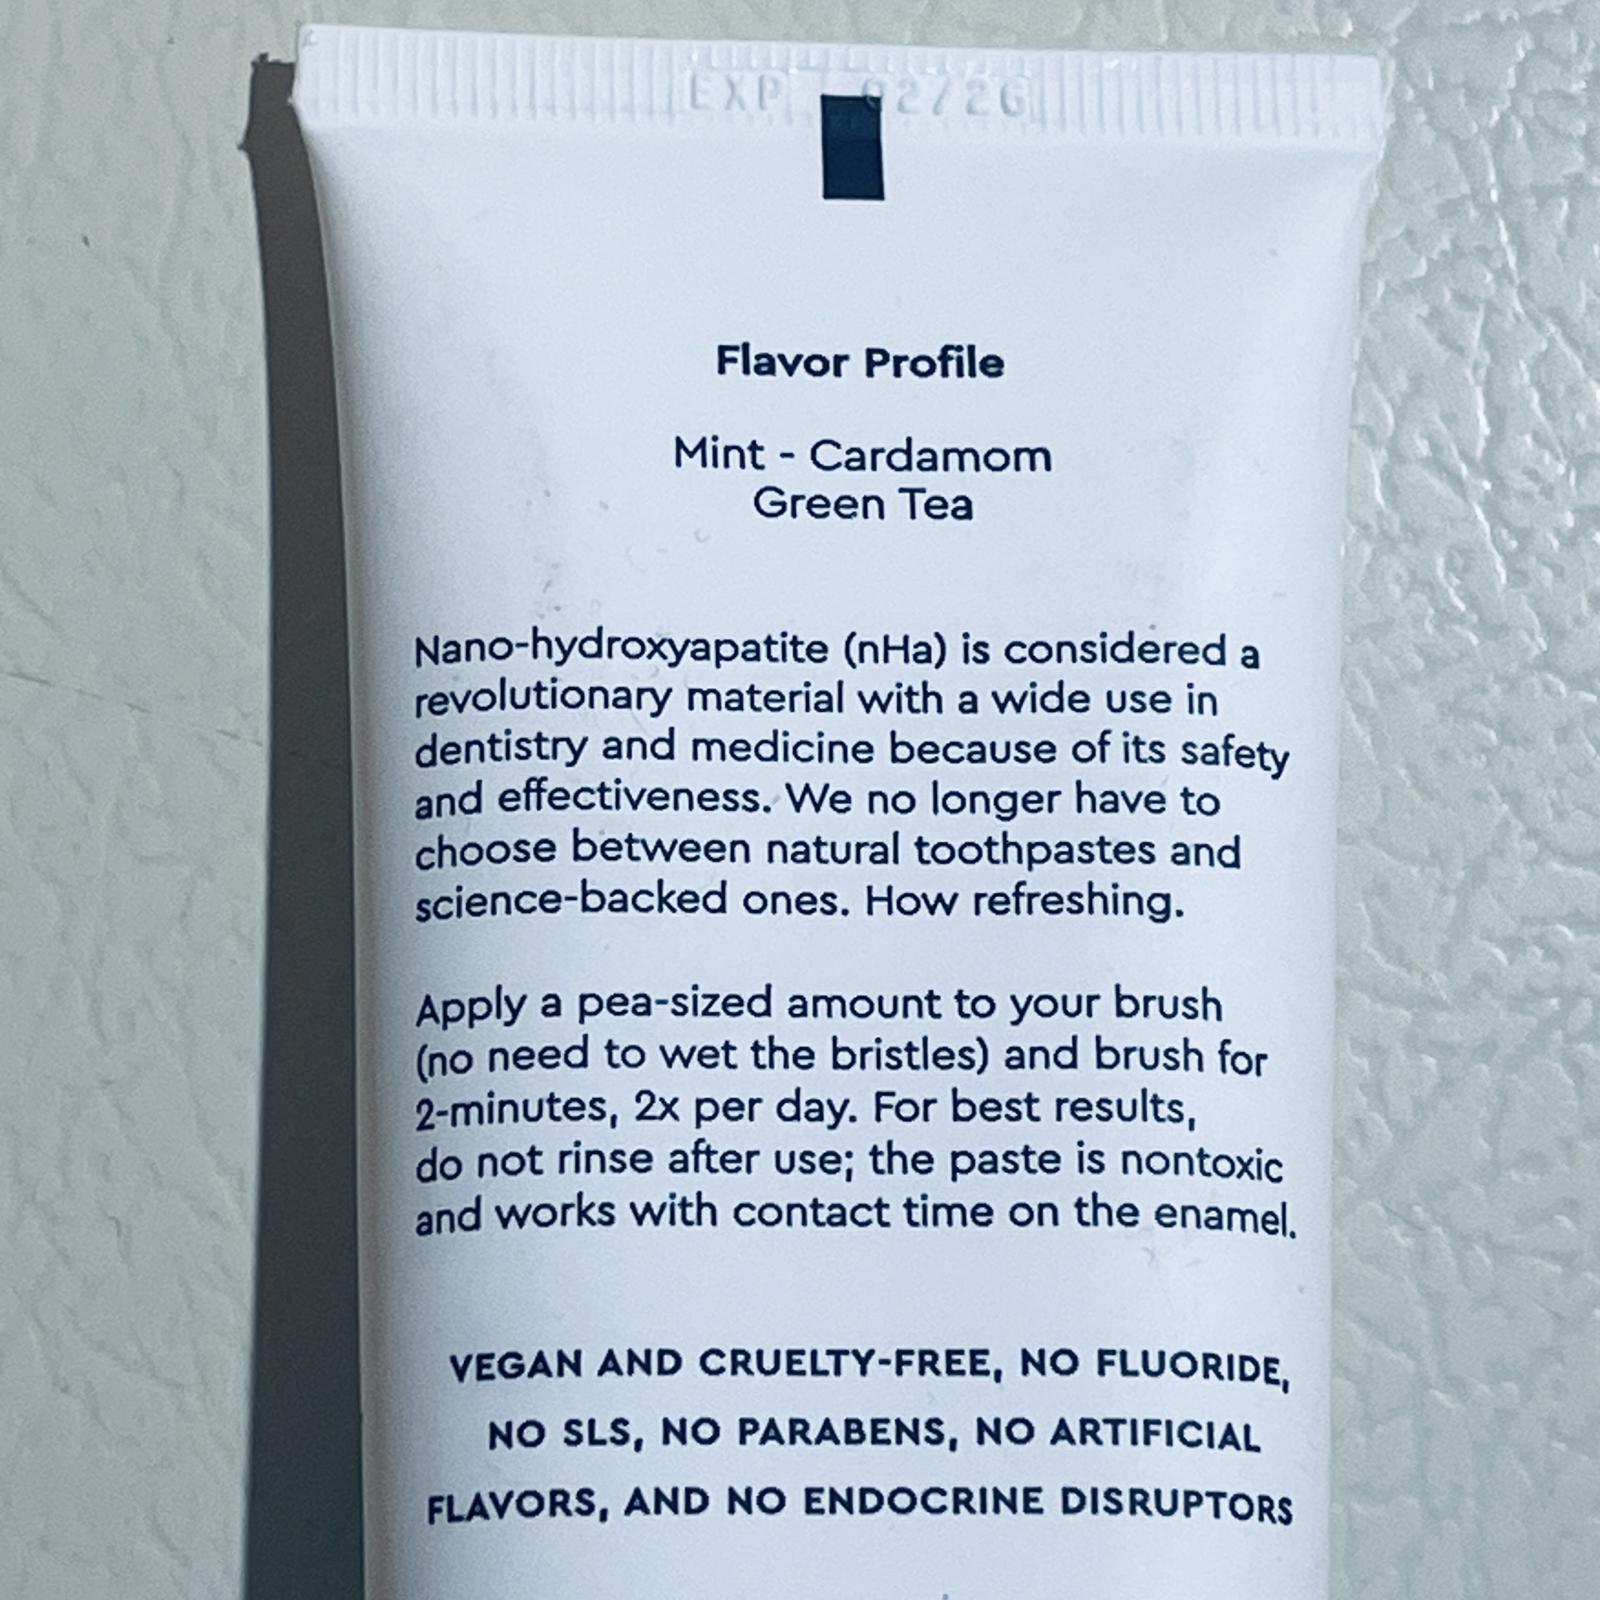 EXP 02/26
Flavor Profile
Mint - Cardamom
Green Tea
Nano-hydroxyapatite (nHa) is considered a
revolutionary material with a wide use in
dentistry and medicine because of its safety
and effectiveness. We no longer have to
choose between natural toothpastes and
science-backed ones. How refreshing.
Apply a pea-sized amount to your brush
(no need to wet the bristles) and brush for
2-minutes, 2x per day. For best results,
do not rinse after use; the paste is nontoxic
and works with contact time on the enamel.
VEGAN AND CRUELTY-FREE, NO FLUORIDE,
NO SLS, NO PARABENS, NO ARTIFICIAL
FLAVORS, AND NO ENDOCRINE DISRUPTORS